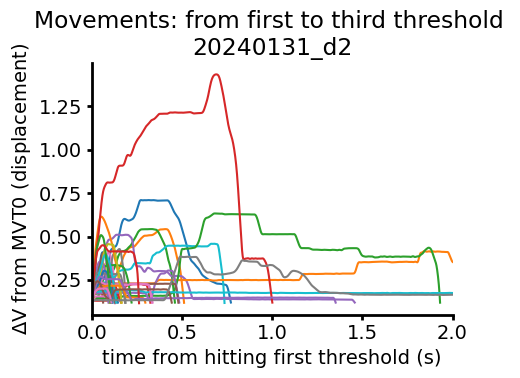 Movements: from first to third threshold
20240131_d2
ΔV from MVT0 (displacement)
1.25
1.00
0.75
0.50
0.25
0.0
0.5
1.0
1.5
2.0
time from hitting first threshold (s)